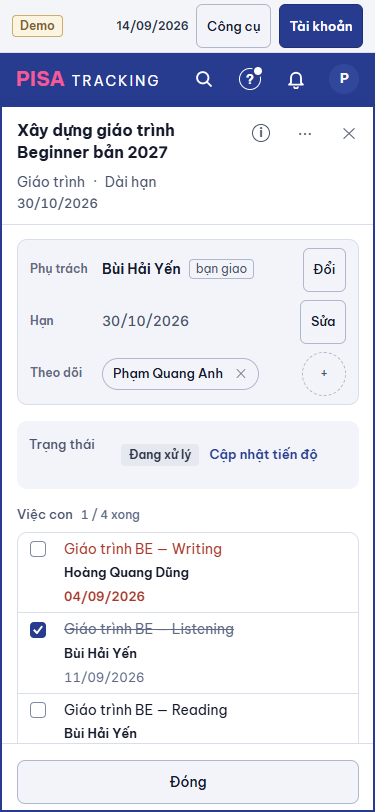 Demo
14/09/2026
Công cụ
Tài khoản
PISA TRACKING
?
P
Xây dựng giáo trình
Beginner bản 2027
i
...
Giáo trình · Dài hạn
30/10/2026
Phụ trách Bùi Hải Yến bạn giao Đổi
Hạn 30/10/2026 Sửa
Theo dõi Phạm Quang Anh × +
Trạng thái Đang xử lý Cập nhật tiến độ
Việc con 1 / 4 xong
Giáo trình BE — Writing
Hoàng Quang Dũng
04/09/2026
Giáo trình BE — Listening
Bùi Hải Yến
11/09/2026
Giáo trình BE — Reading
Bùi Hải Yến
Đóng